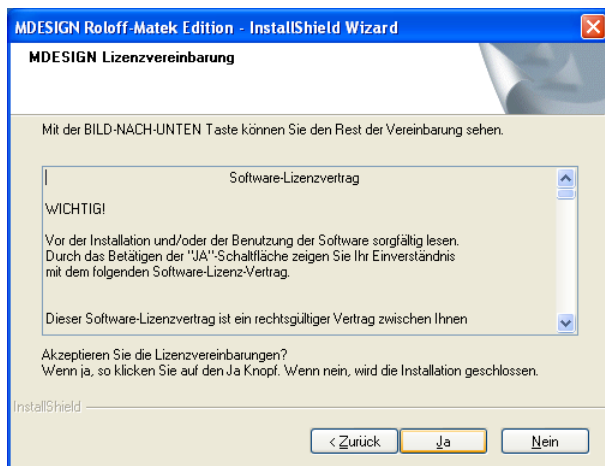 MDESIGN Roloff-Matek Edition - InstallShield Wizard
MDESIGN Lizenzvereinbarung
Mit der BILD-NACH-UNTEN Taste können Sie den Rest der Vereinbarung sehen.
Software-Lizenzvertrag
WICHTIG!
Vor der Installation und/oder der Benutzung der Software sorgfältig lesen.
Durch das Betätigen der "JA"-Schaltfläche zeigen Sie Ihr Einverständnis
mit dem folgenden Software-Lizenz-Vertrag.
Dieser Software-Lizenzvertrag ist ein rechtsgültiger Vertrag zwischen Ihnen
Akzeptieren Sie die Lizenzvereinbarungen?
Wenn ja, so klicken Sie auf den Ja Knopf. Wenn nein, wird die Installation geschlossen.
InstallShield
< Zurück Ja Nein